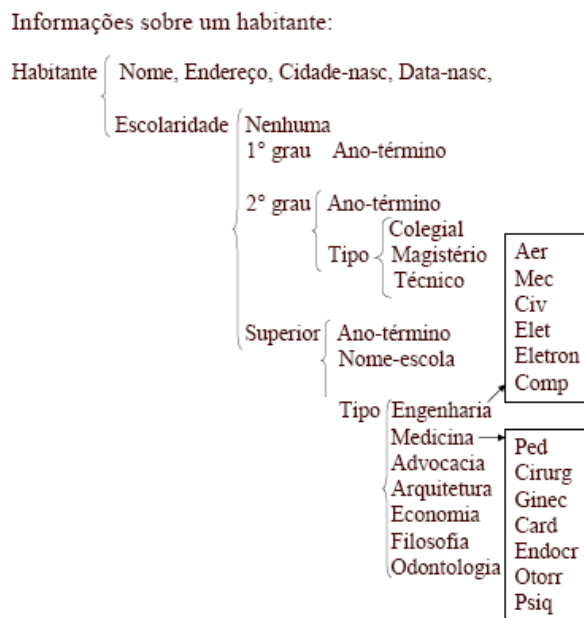 Informações sobre um habitante:
Habitante Nome, Endereço, Cidade-nasc, Data-nasc,
Escolaridade Nenhuma
1° grau Ano-término
2° grau Ano-término
Colegial
Tipo Magistério
Técnico
Superior Ano-término
Nome-escola
Tipo Engenharia
Medicina
Advocacia
Arquitetura
Economia
Filosofia
Odontologia
Aer
Mec
Civ
Elet
Eletron
Comp
Ped
Cirurg
Ginec
Card
Endocr
Otorr
Psiq